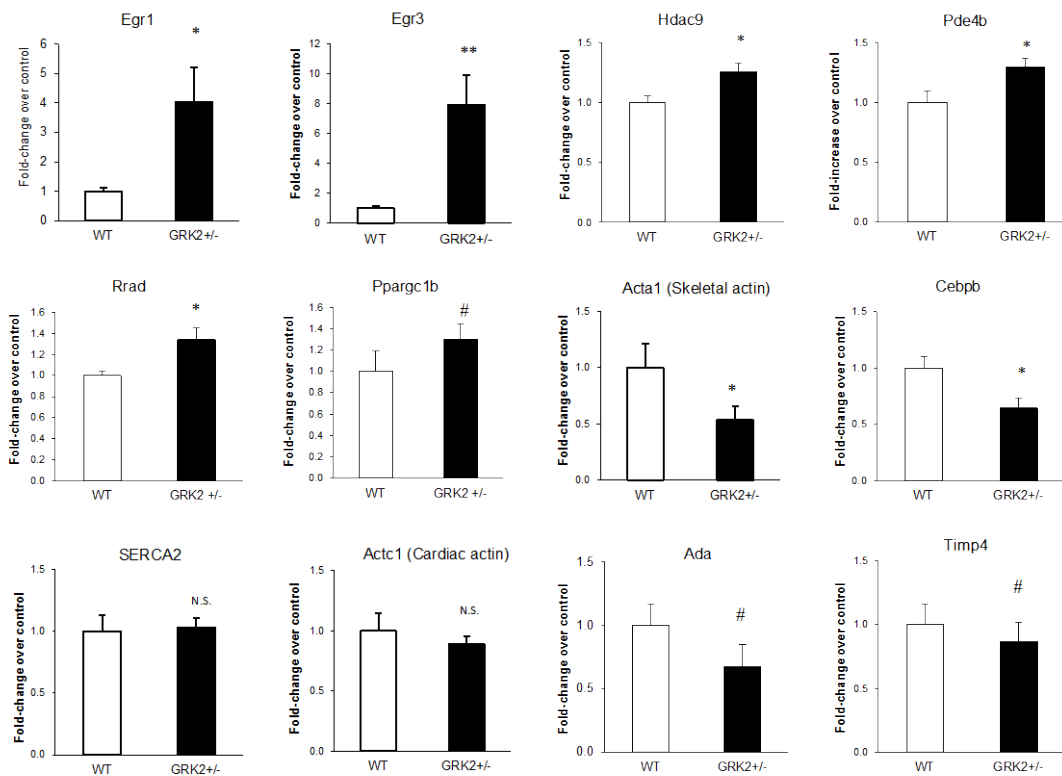 Egr1
Fold-change over control
6
5
4
3
2
1
0
*
WT
GRK2+/-
Egr3
Fold-change over control
12
10
8
6
4
2
0
**
WT
GRK2+/-
Hdac9
Fold-change over control
1.5
1.0
0.5
0.0
*
WT
GRK2+/-
Pde4b
Fold-increase over control
1.5
1.0
0.5
0.0
*
WT
GRK2+/-
Rrad
Fold-change over control
1.6
1.4
1.2
1.0
0.8
0.6
0.4
0.2
0.0
*
WT
GRK2 +/-
Ppargc1b
Fold-change over control
1.6
1.4
1.2
1.0
0.8
0.6
0.4
0.2
0.0
#
WT
GRK2 +/-
Acta1 (Skeletal actin)
Fold-change over control
1.5
1.0
0.5
0.0
*
WT
GRK2+/-
Cebpb
Fold-change over control
1.5
1.0
0.5
0.0
*
WT
GRK2+/-
SERCA2
Fold-change over control
1.5
1.0
0.5
0.0
N.S.
WT
GRK2+/-
Actc1 (Cardiac actin)
Fold-change over control
1.5
1.0
0.5
0.0
N.S.
WT
GRK2+/-
Ada
Fold-change over control
1.5
1.0
0.5
0.0
#
WT
GRK2+/-
Timp4
Fold-change over control
1.5
1.0
0.5
0.0
#
WT
GRK2+/-